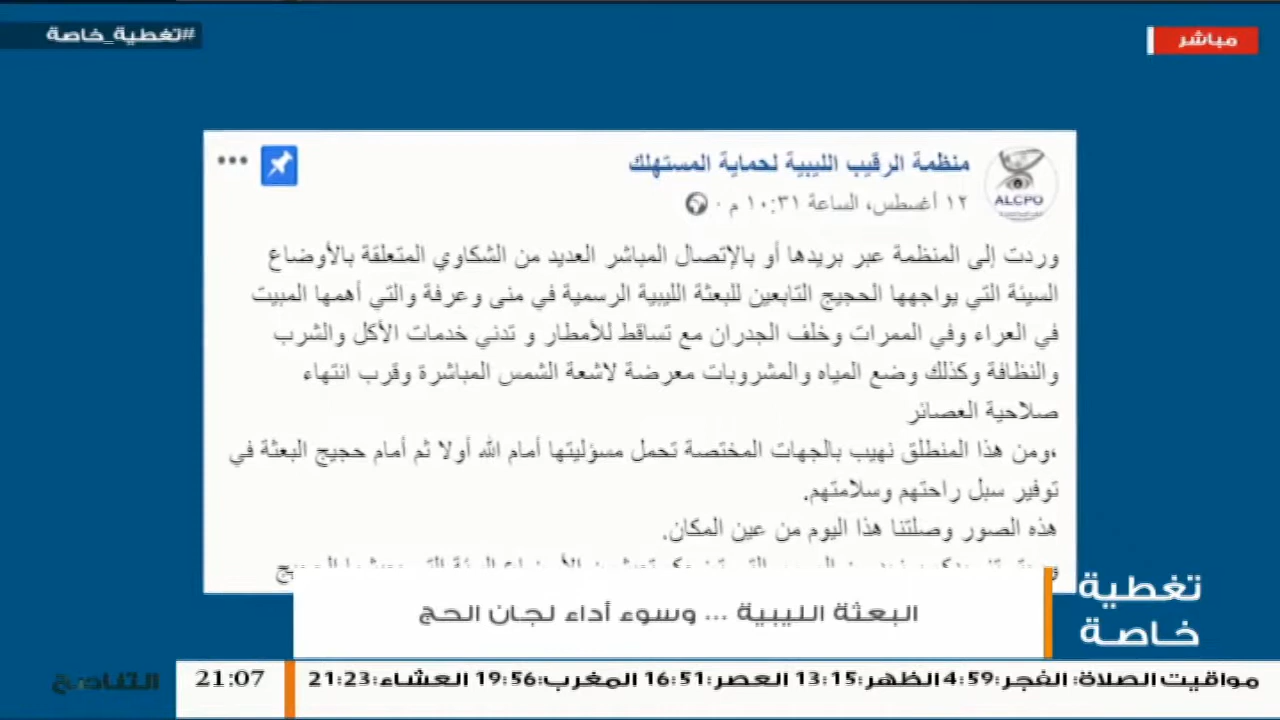 #تغطية_خاصة
مباشر
منظمة الرقيب الليبية لحماية المستهلك
١٢ أغسطس، الساعة ١٠:٣١ م ·
ALCPO
وردت إلى المنظمة عبر بريدها أو بالإتصال المباشر العديد من الشكاوي المتعلقة بالأوضاع
السيئة التي يواجهها الحجيج التابعين للبعثة الليبية الرسمية في منى وعرفة والتي أهمها المبيت
في العراء وفي الممرات وخلف الجدران مع تساقط للأمطار و تدني خدمات الأكل والشرب
والنظافة وكذلك وضع المياه والمشروبات معرضة لاشعة الشمس المباشرة وقرب انتهاء
صلاحية العصائر
،ومن هذا المنطلق نهيب بالجهات المختصة تحمل مسؤليتها أمام الله أولا ثم أمام حجيج البعثة في
توفير سبل راحتهم وسلامتهم.
هذه الصور وصلتنا هذا اليوم من عين المكان.
تغطية
خاصة
البعثة الليبية ... وسوء أداء لجان الحج
مواقيت الصلاة: الفجر:4:59 الظهر:13:15 العصر:16:51 المغرب:19:56 العشاء:21:23
21:07
التناصح